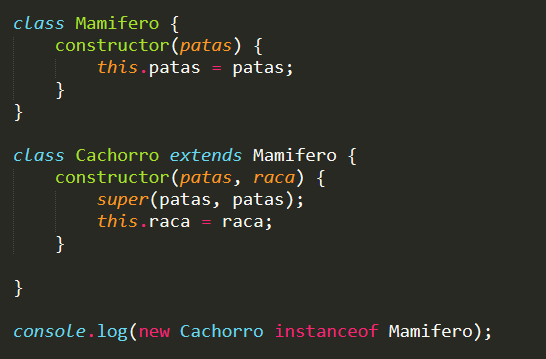 class Mamifero {
    constructor(patas) {
        this.patas = patas;
    }
}

class Cachorro extends Mamifero {
    constructor(patas, raca) {
        super(patas, patas);
        this.raca = raca;
    }

}

console.log(new Cachorro instanceof Mamifero);